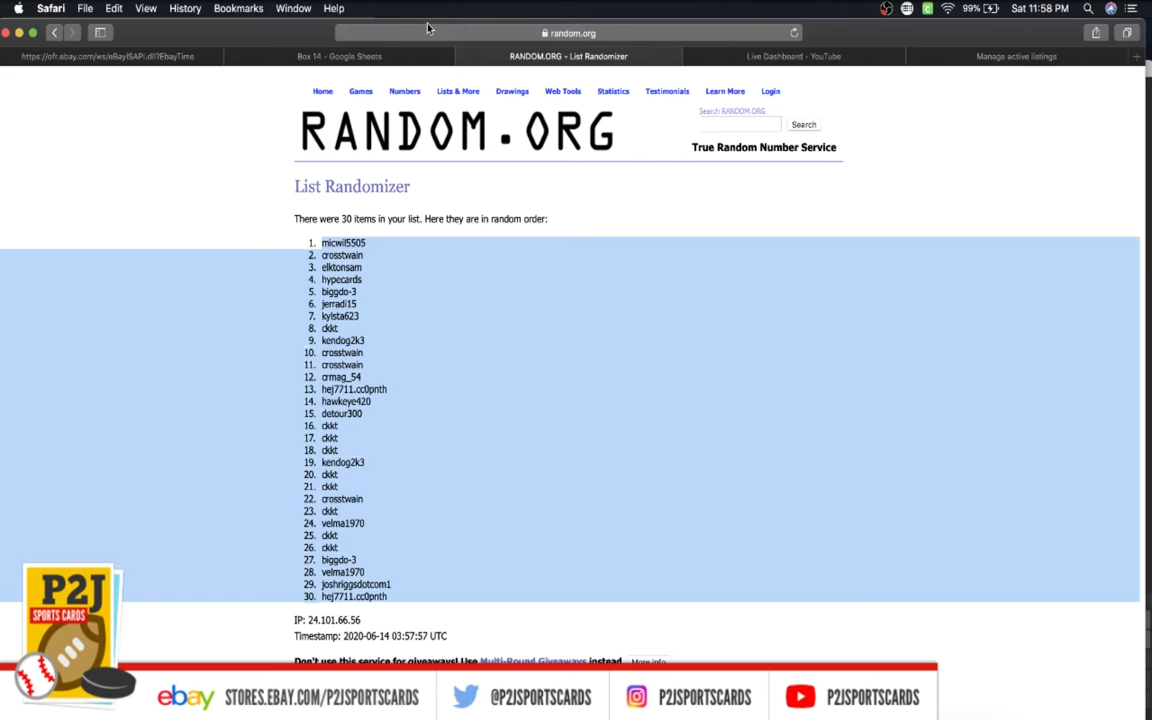 Safari File Edit View History Bookmarks Window Help 99% Sat 11:58 PM
random.org
https://ofr.ebay.com/ws/eBayISAPI.dll?EbayTime Box 14 - Google Sheets RANDOM.ORG - List Randomizer Live Dashboard - YouTube Manage active listings
Home Games Numbers Lists & More Drawings Web Tools Statistics Testimonials Learn More Login
Search RANDOM.ORG
RANDOM.ORG
Search
True Random Number Service
List Randomizer
There were 30 items in your list. Here they are in random order:
1. micwil5505
2. crosstwain
3. elktonsam
4. hypecards
5. biggdo-3
6. jerradi15
7. kylsta623
8. ckkt
9. kendog2k3
10. crosstwain
11. crosstwain
12. crmag_54
13. hej7711.cc0pnth
14. hawkeye420
15. detour300
16. ckkt
17. ckkt
18. ckkt
19. kendog2k3
20. ckkt
21. ckkt
22. crosstwain
23. ckkt
24. velma1970
25. ckkt
26. ckkt
27. biggdo-3
28. velma1970
29. joshriggsdotcom1
30. hej7711.cc0pnth
IP: 24.101.66.56
Timestamp: 2020-06-14 03:57:57 UTC
Don't use this service for giveaways! Use Multi-Round Giveaways instead More Info
P2J
SPORTS CARDS
ebay STORES.EBAY.COM/P2JSPORTSCARDS @P2JSPORTSCARDS P2JSPORTSCARDS P2JSPORTSCARDS